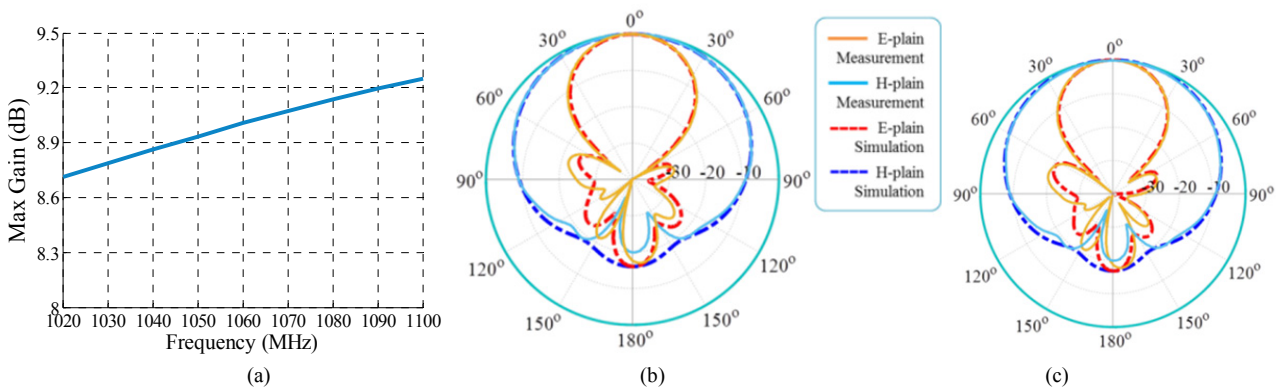 9.5
9.2
8.9
8.6
8.3
8
Max Gain (dB)
1020 1030 1040 1050 1060 1070 1080 1090 1100
Frequency (MHz)
(a)
0°
30° 30°
60° 60°
90° -30 -20 -10 90°
120° 120°
150° 150°
180°
(b)
E-plain
Measurement
H-plain
Measurement
E-plain
Simulation
H-plain
Simulation
0°
30° 30°
60° 60°
90° -30 -20 -10 90°
120° 120°
150° 150°
180°
(c)